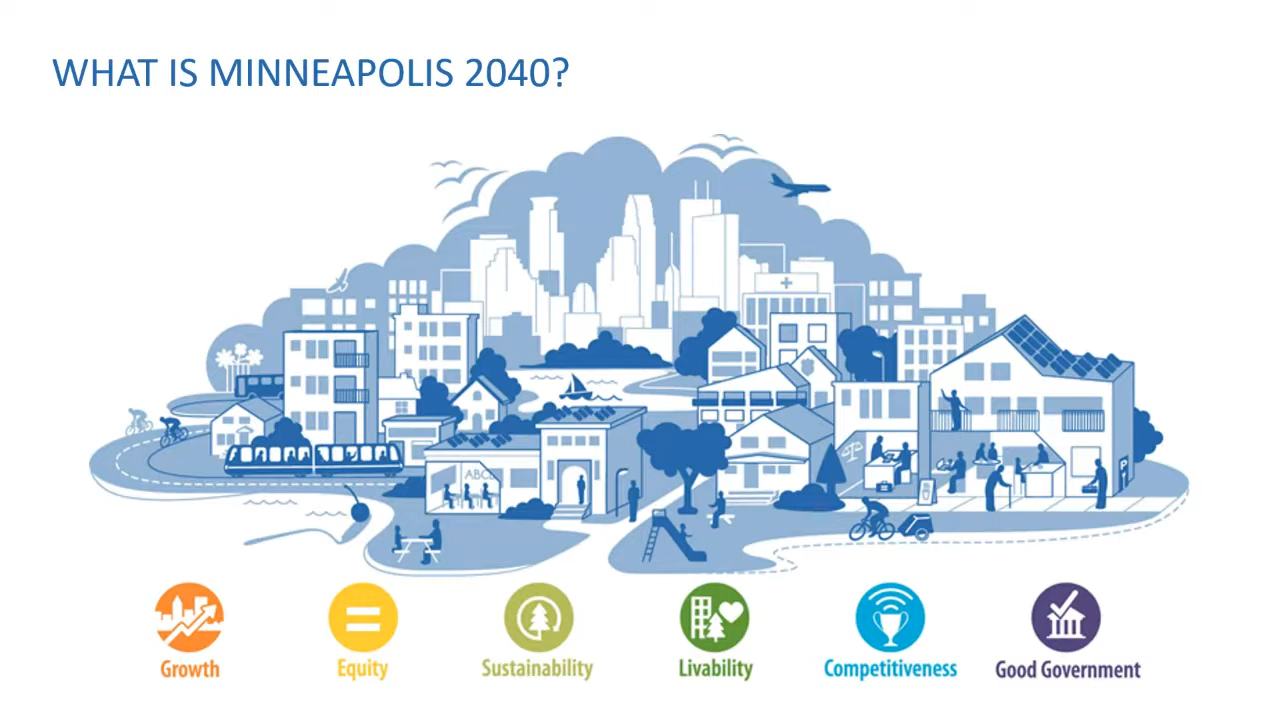 WHAT IS MINNEAPOLIS 2040?
ABC
P
Growth
Equity
Sustainability
Livability
Competitiveness
Good Government